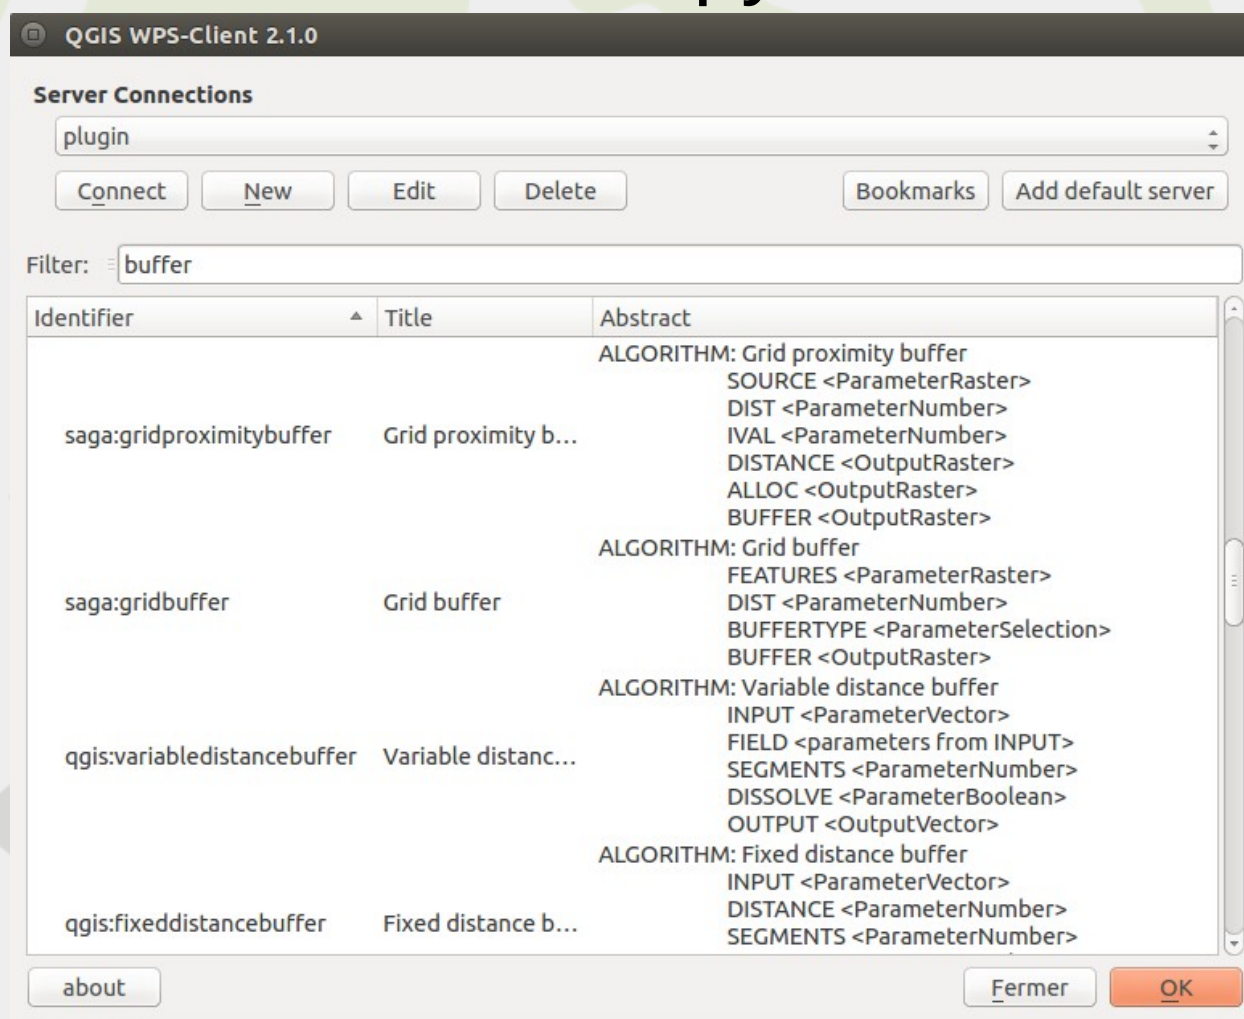 QGIS WPS-Client 2.1.0
Server Connections
plugin
Connect New Edit Delete Bookmarks Add default server
Filter: buffer
Identifier Title Abstract
saga:gridproximitybuffer Grid proximity b... ALGORITHM: Grid proximity buffer
SOURCE <ParameterRaster>
DIST <ParameterNumber>
IVAL <ParameterNumber>
DISTANCE <OutputRaster>
ALLOC <OutputRaster>
BUFFER <OutputRaster>
saga:gridbuffer Grid buffer ALGORITHM: Grid buffer
FEATURES <ParameterRaster>
DIST <ParameterNumber>
BUFFERTYPE <ParameterSelection>
BUFFER <OutputRaster>
qgis:variabledistancebuffer Variable distanc... ALGORITHM: Variable distance buffer
INPUT <ParameterVector>
FIELD <parameters from INPUT>
SEGMENTS <ParameterNumber>
DISSOLVE <ParameterBoolean>
OUTPUT <OutputVector>
qgis:fixeddistancebuffer Fixed distance b... ALGORITHM: Fixed distance buffer
INPUT <ParameterVector>
DISTANCE <ParameterNumber>
SEGMENTS <ParameterNumber>
about Fermer OK